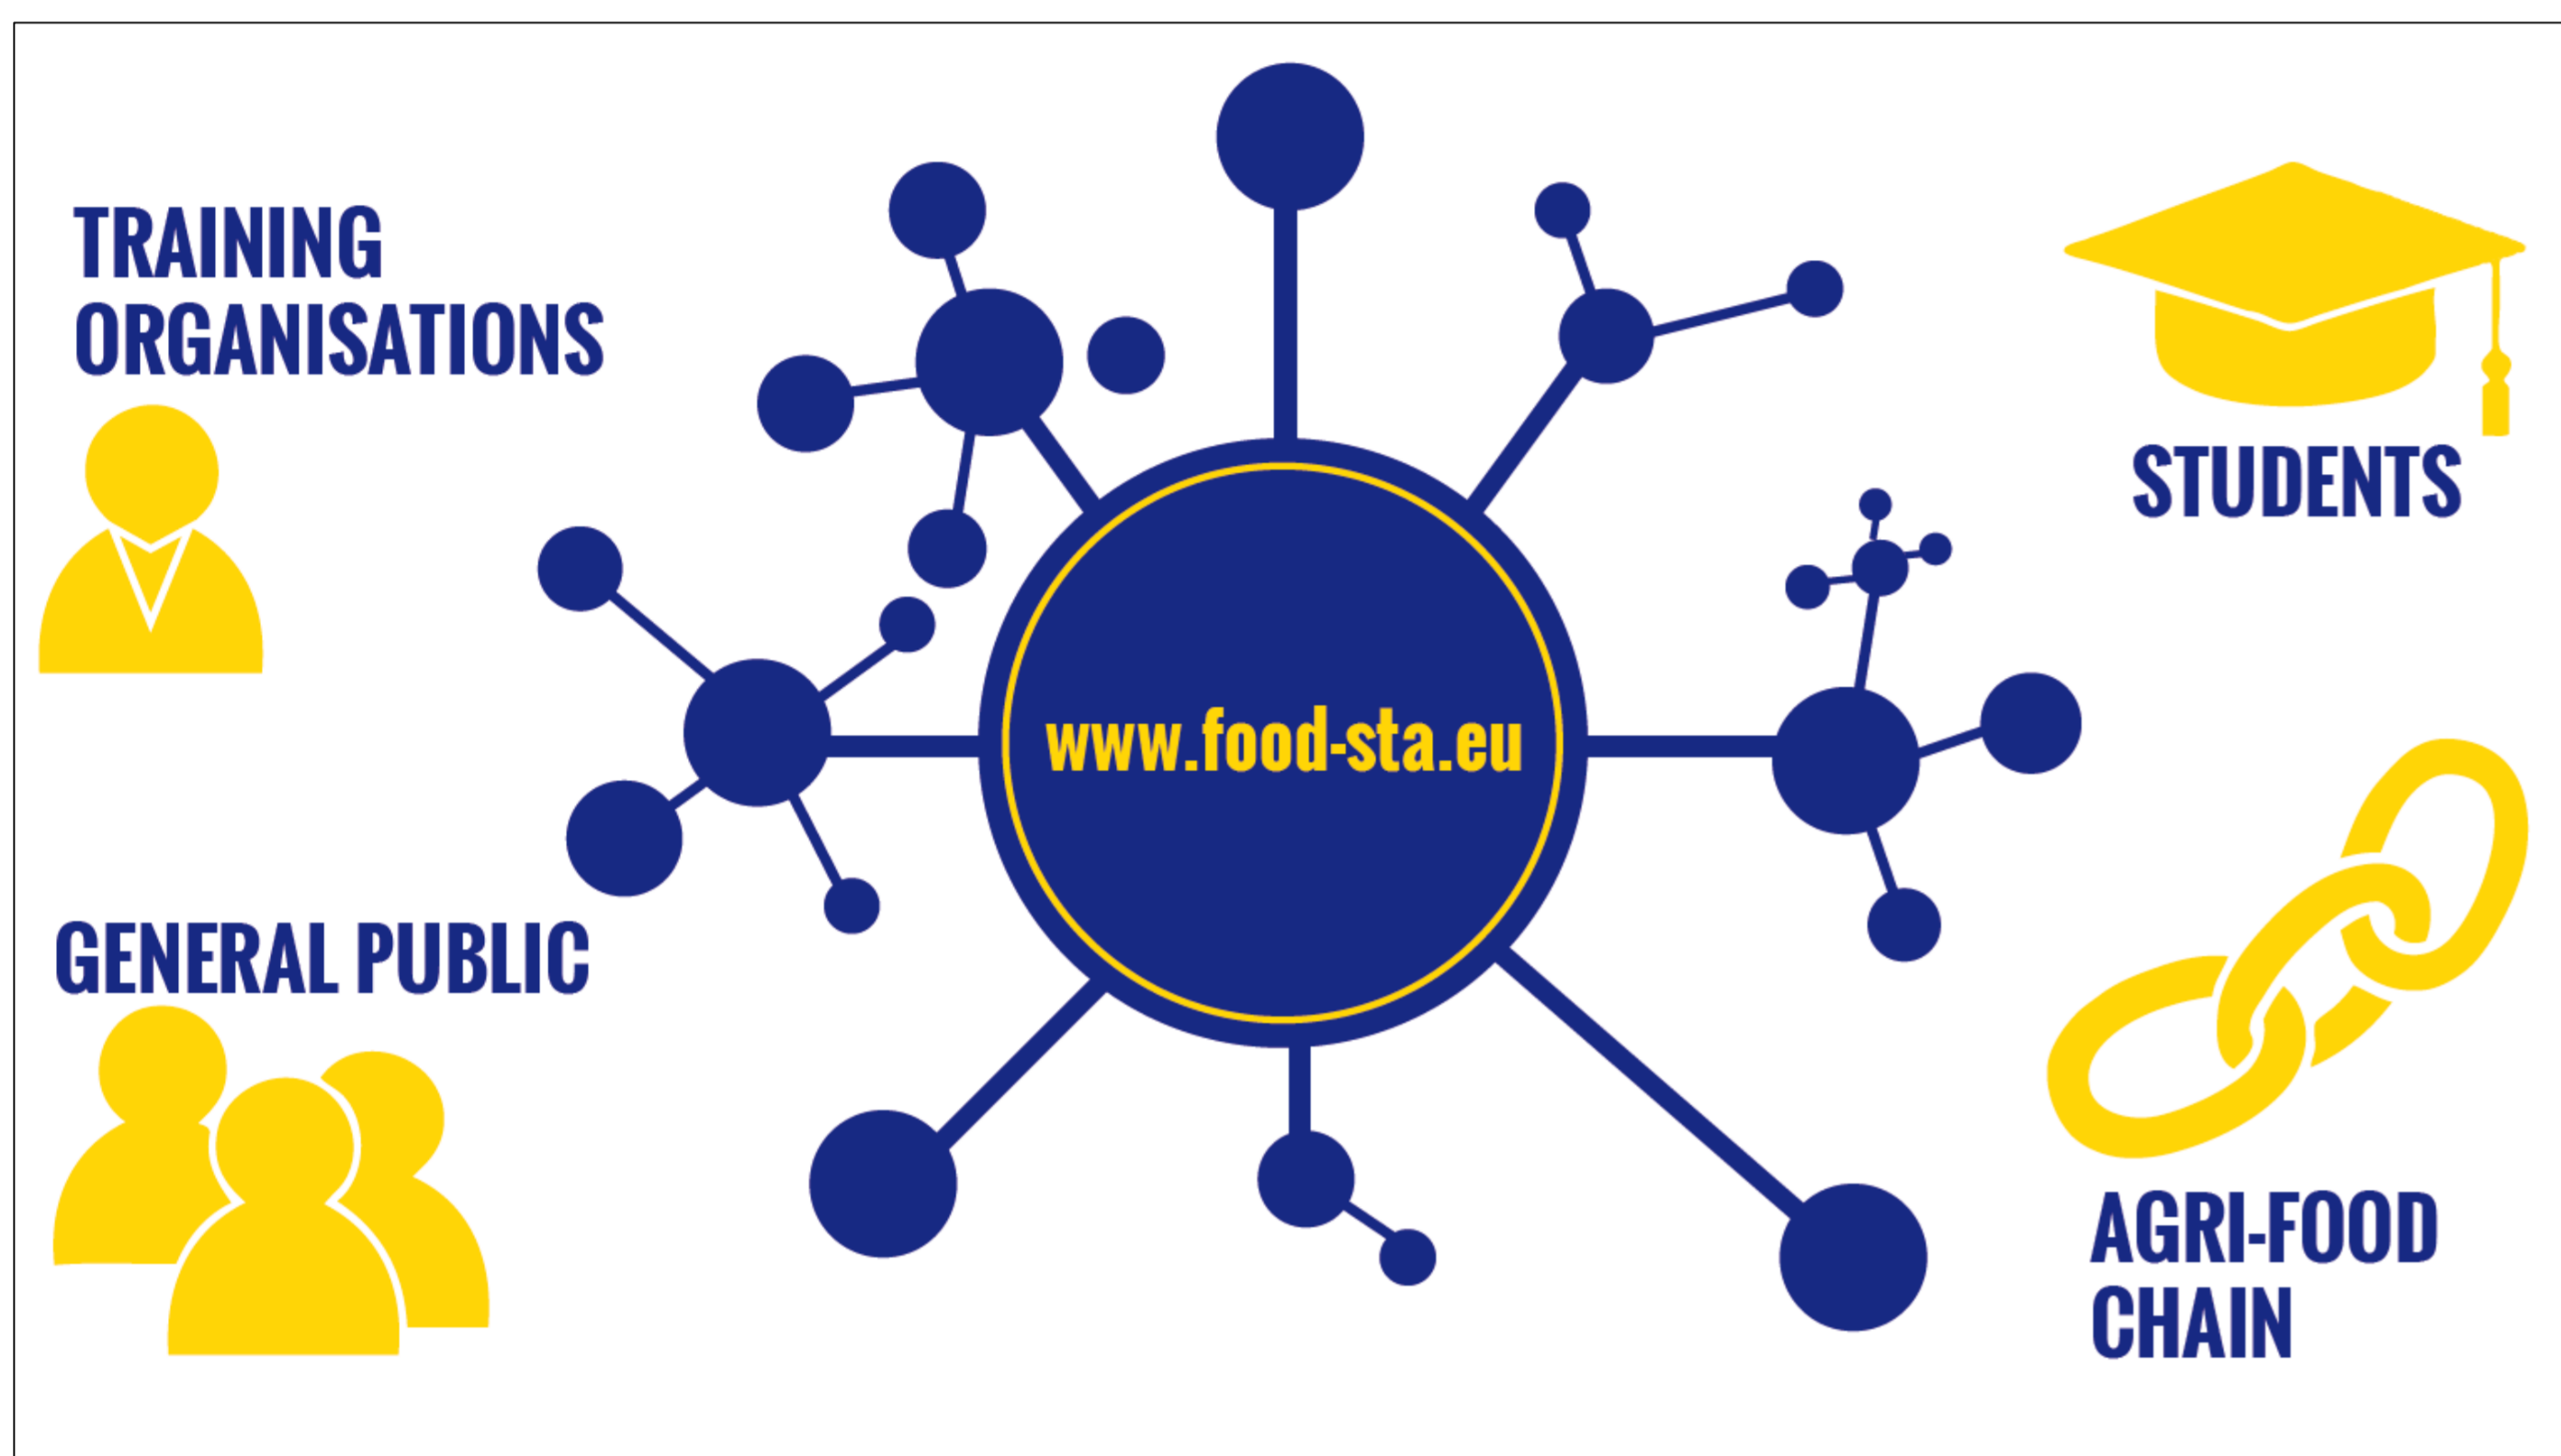 TRAINING
ORGANISATIONS
STUDENTS
www.food-sta.eu
GENERAL PUBLIC
AGRI-FOOD
CHAIN